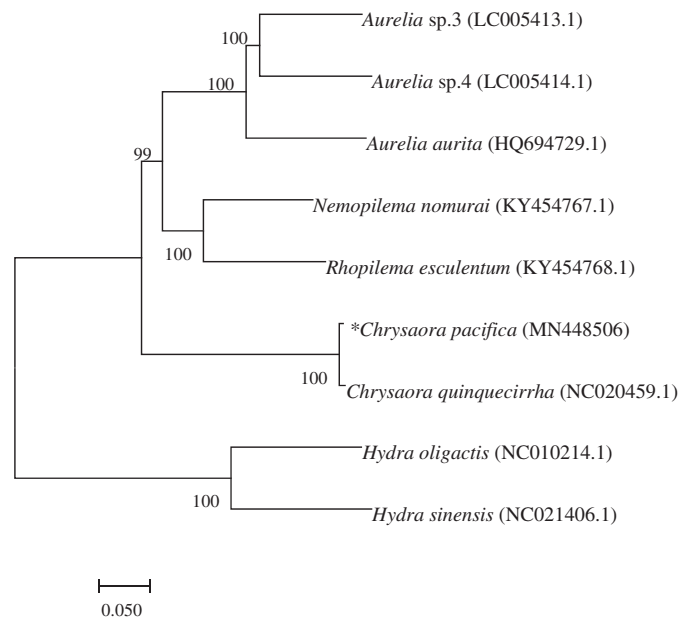 Aurelia sp.3 (LC005413.1)
100
Aurelia sp.4 (LC005414.1)
100
Aurelia aurita (HQ694729.1)
99
Nemopilema nomurai (KY454767.1)
100
Rhopilema esculentum (KY454768.1)
*Chrysaora pacifica (MN448506)
100
Chrysaora quinquecirrha (NC020459.1)
Hydra oligactis (NC010214.1)
100
Hydra sinensis (NC021406.1)
0.050